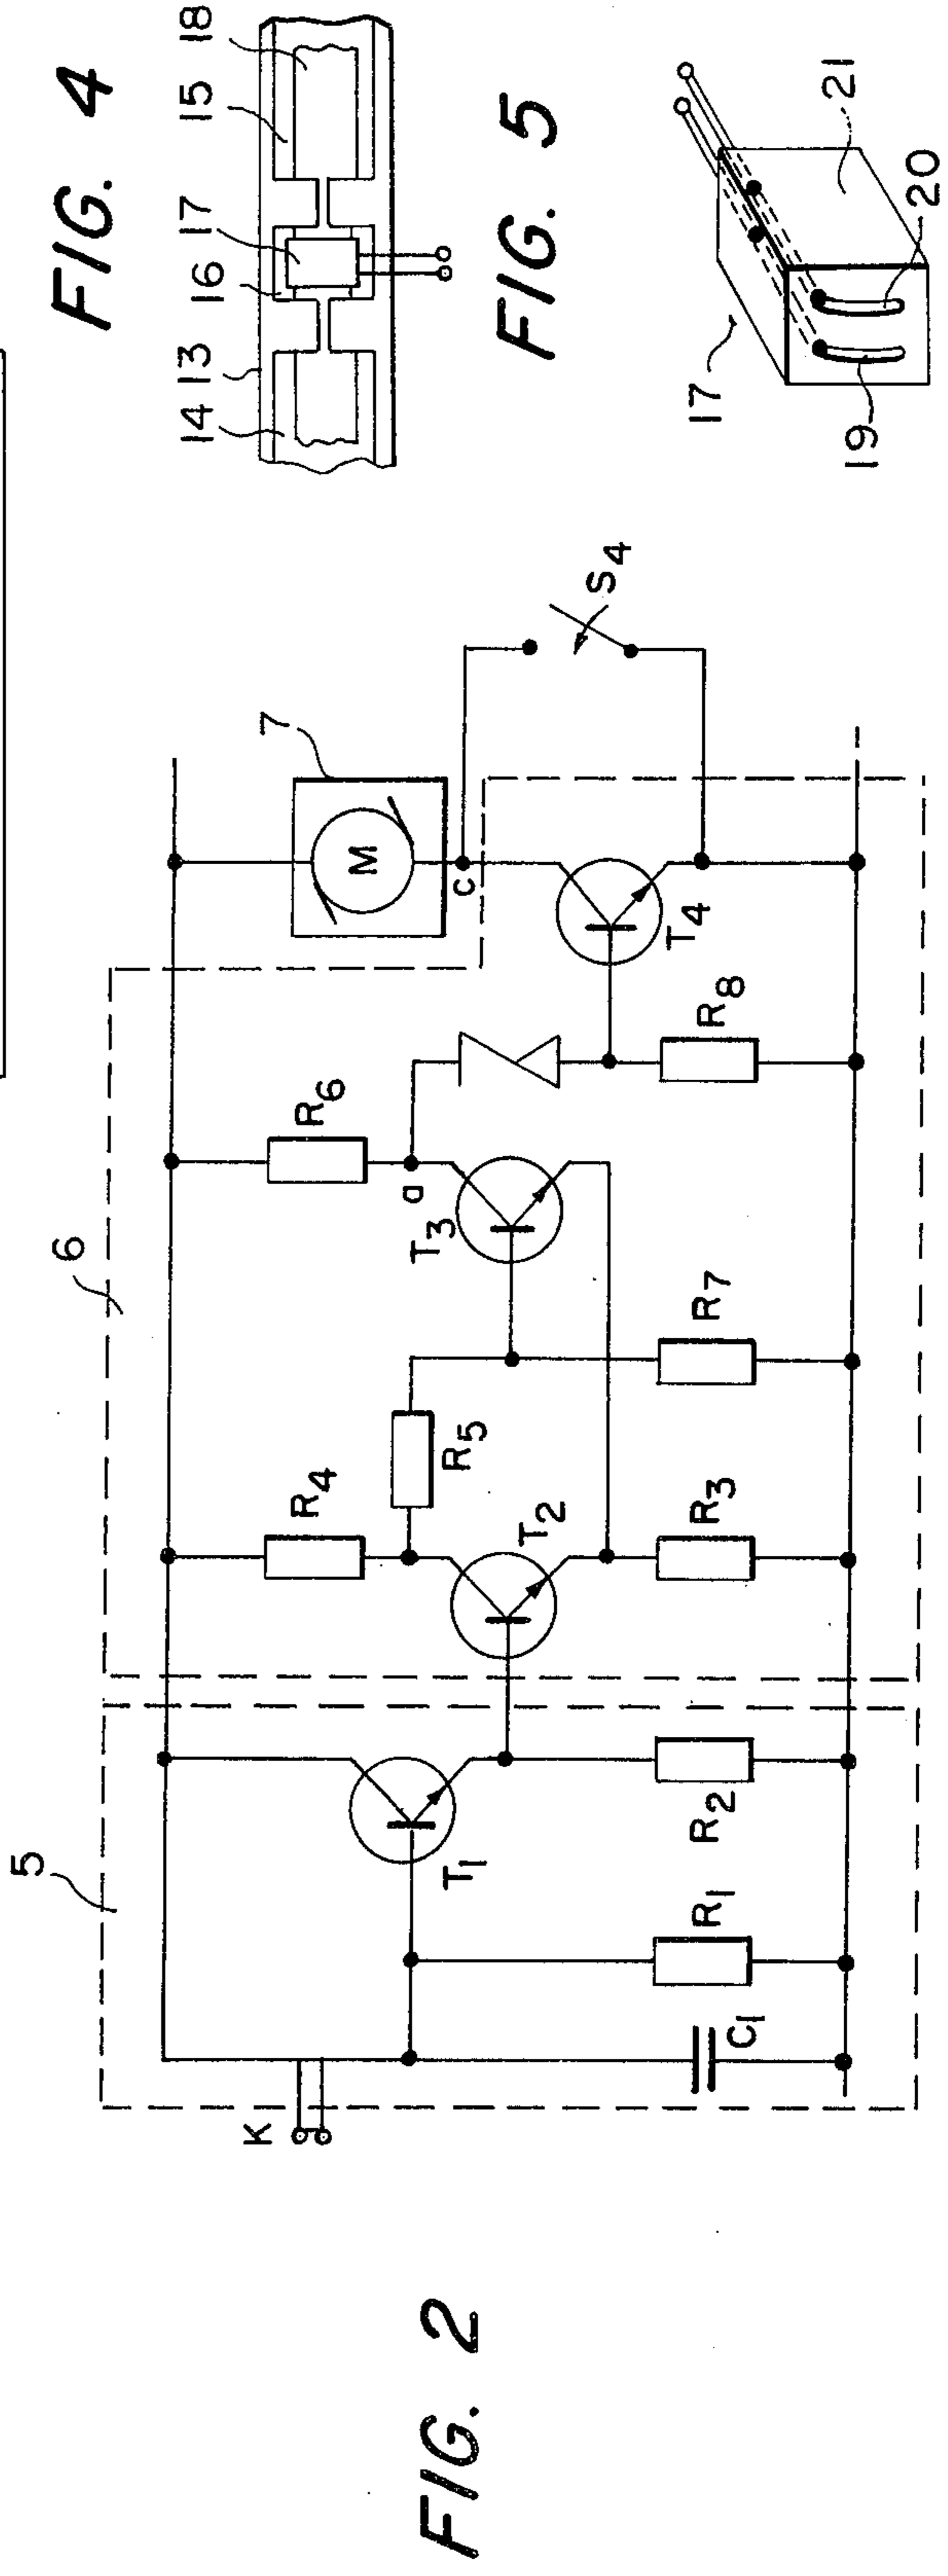 FIG. 4
14 13 16 17 15 18
FIG. 5
17
19
20
21
FIG. 2
5
6
7
K
C1
R1
T1
R2
T2
R3
R4
R5
R7
T3
a
R6
R8
T4
c
M
S4